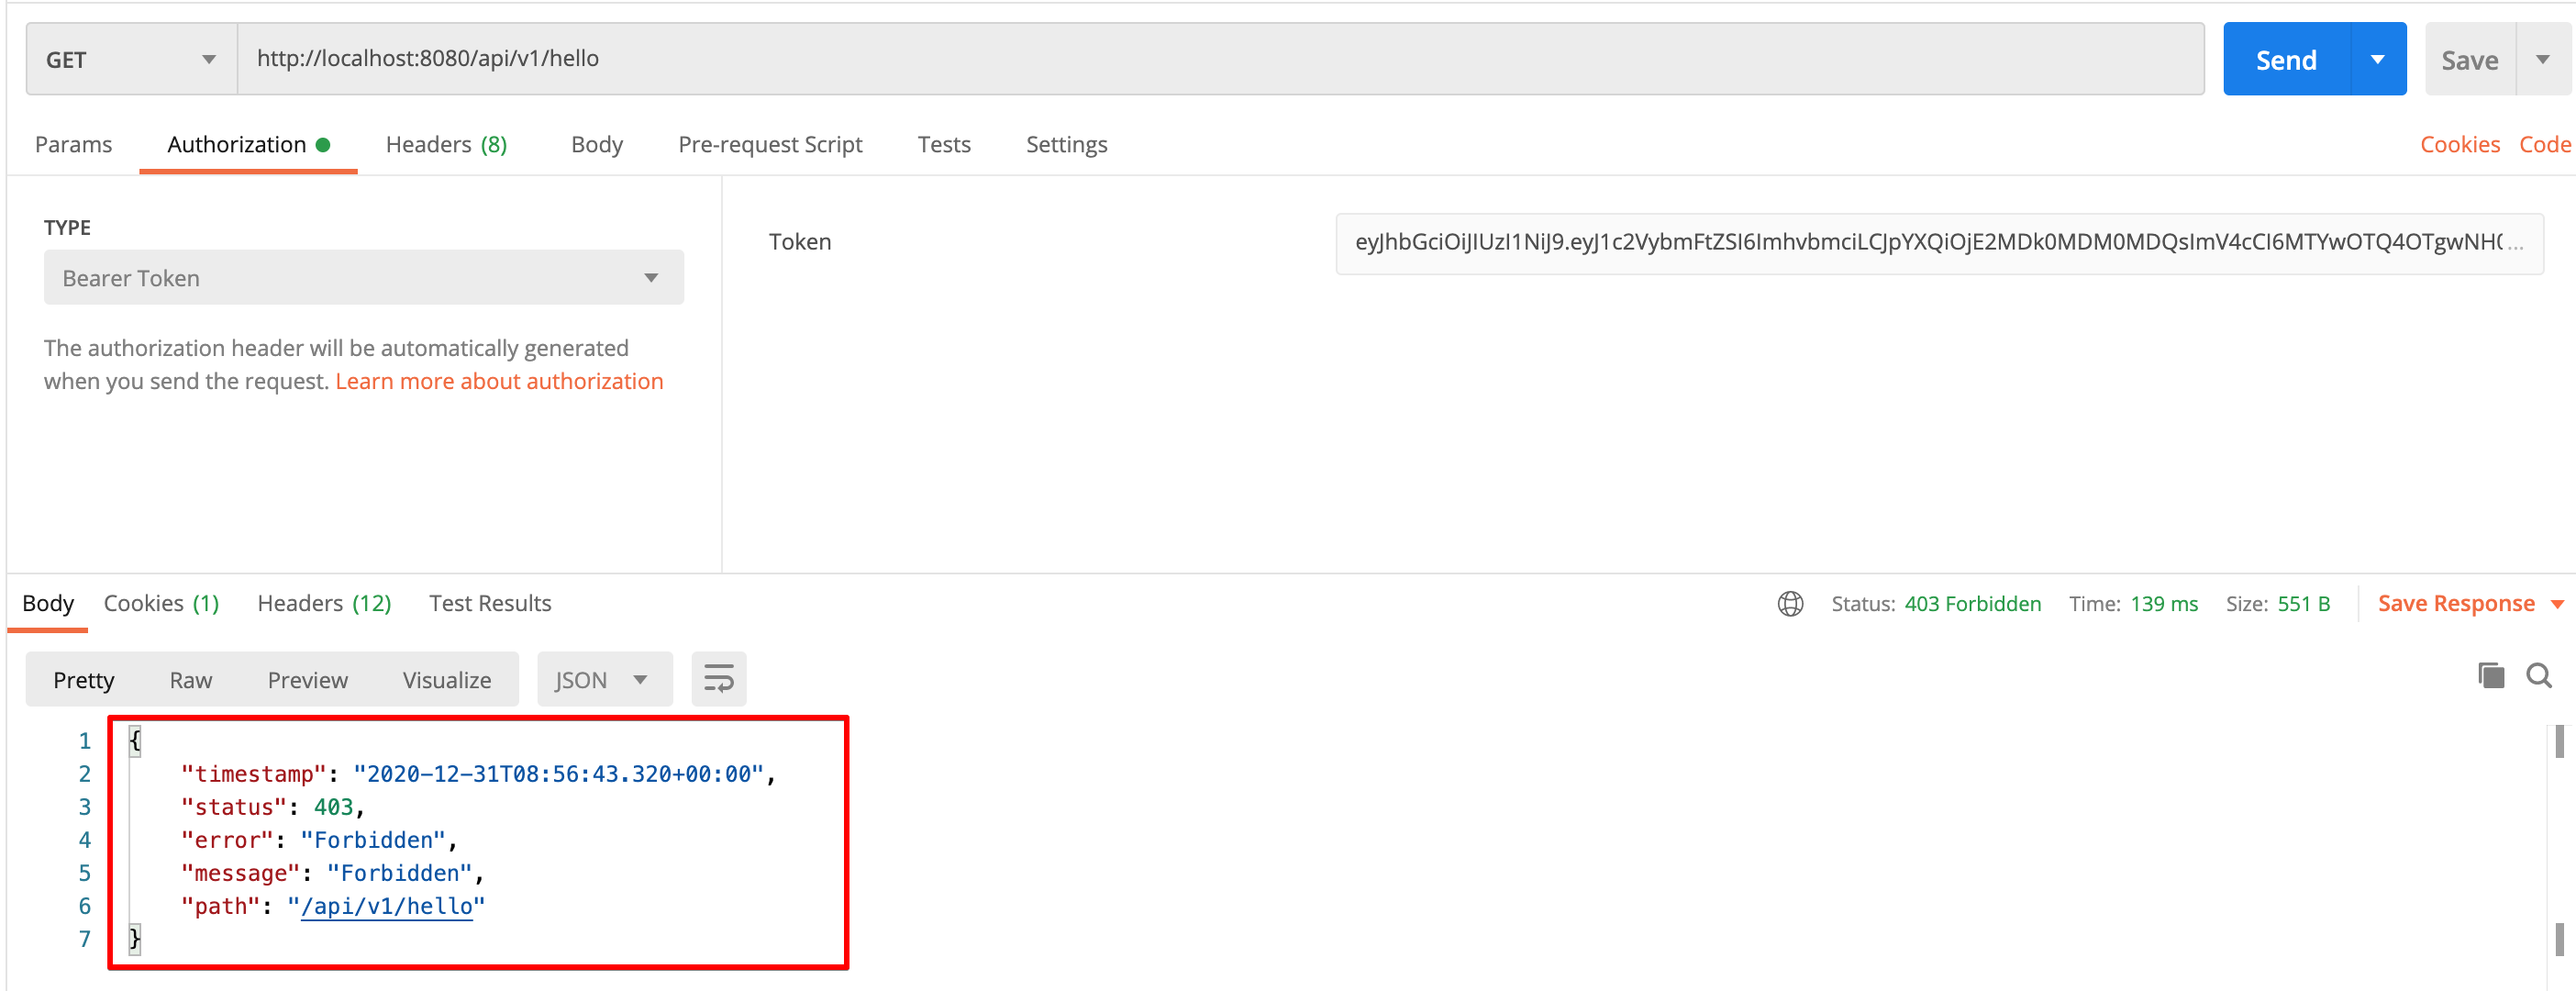 GET http://localhost:8080/api/v1/hello Send Save
Params Authorization Headers (8) Body Pre-request Script Tests Settings Cookies Code
TYPE
Bearer Token
The authorization header will be automatically generated
when you send the request. Learn more about authorization
Token eyJhbGciOiJIUzI1NiJ9.eyJ1c2VybmFtZSI6ImhvbmciLCJpYXQiOjE2MDk0MDM0MDQsImV4cCI6MTYwOTQ4OTgwNH0...
Body Cookies (1) Headers (12) Test Results Status: 403 Forbidden Time: 139 ms Size: 551 B Save Response
Pretty Raw Preview Visualize JSON
1 {
2 "timestamp": "2020-12-31T08:56:43.320+00:00",
3 "status": 403,
4 "error": "Forbidden",
5 "message": "Forbidden",
6 "path": "/api/v1/hello"
7 }